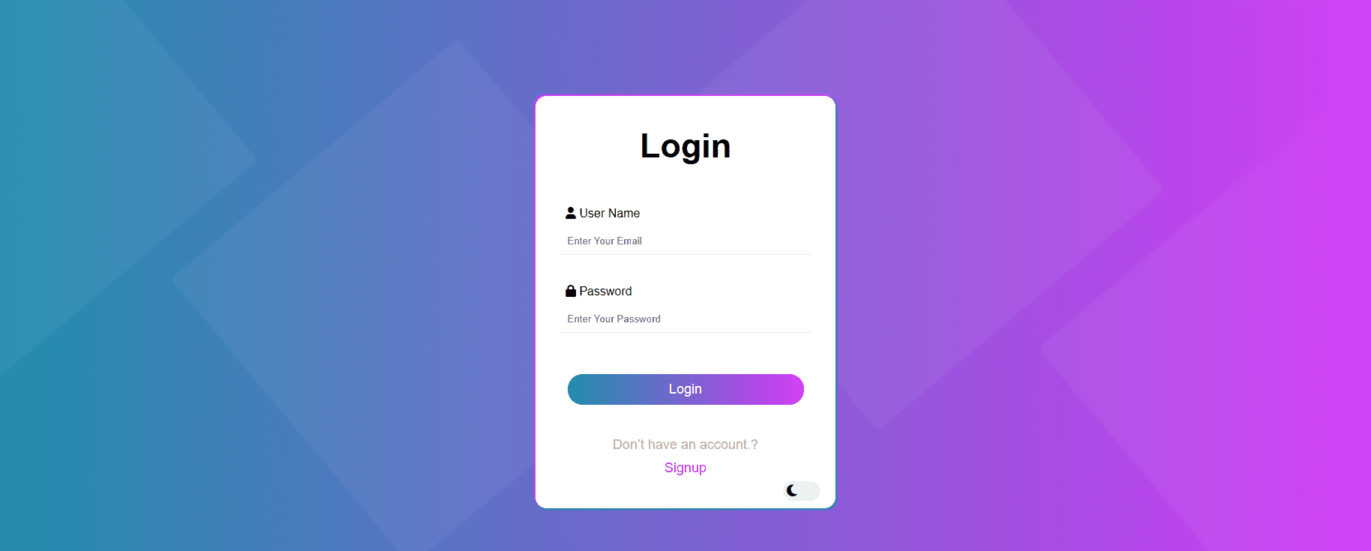 Login
User Name
Enter Your Email
Password
Enter Your Password
Login
Don't have an account.?
Signup